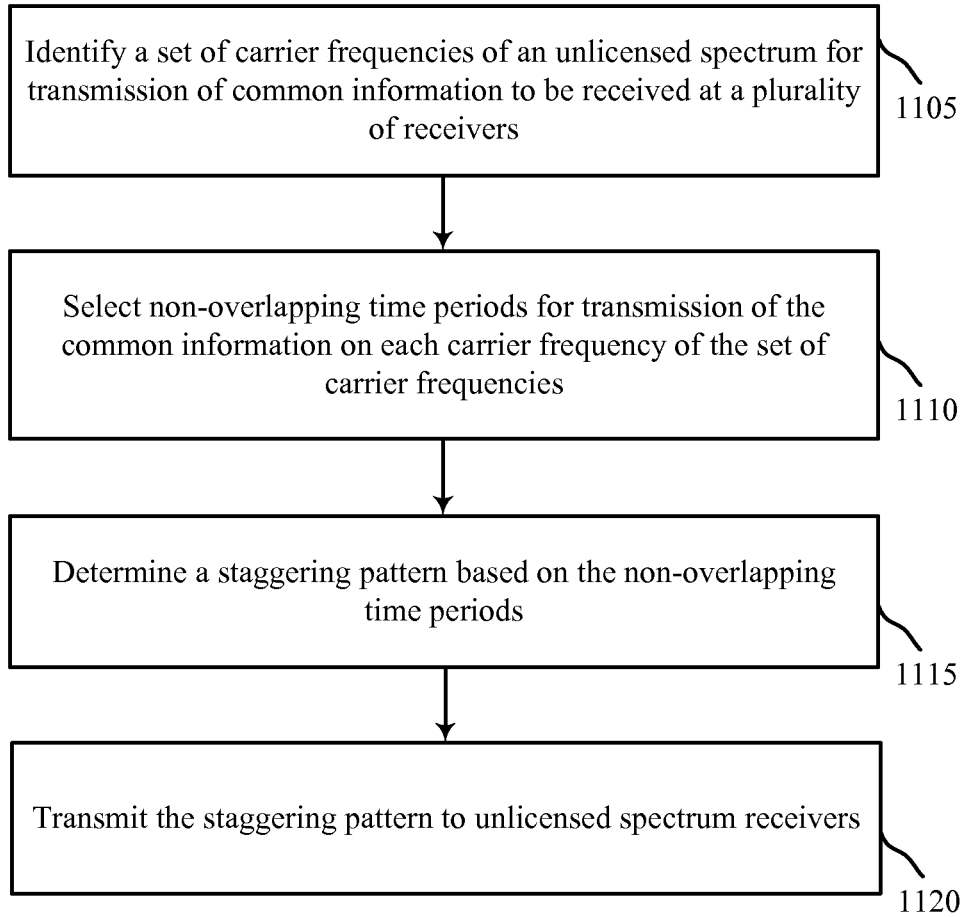 Identify a set of carrier frequencies of an unlicensed spectrum for
transmission of common information to be received at a plurality
of receivers
1105
Select non-overlapping time periods for transmission of the
common information on each carrier frequency of the set of
carrier frequencies
1110
Determine a staggering pattern based on the non-overlapping
time periods
1115
Transmit the staggering pattern to unlicensed spectrum receivers
1120